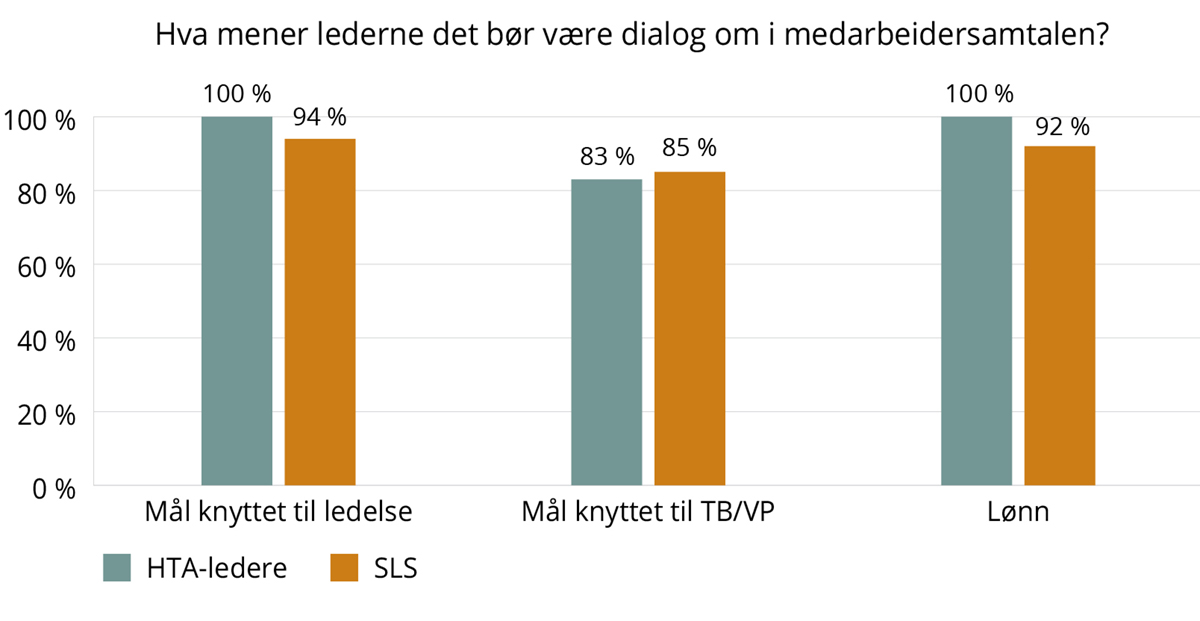 Hva mener lederne det bør være dialog om i medarbeidersamtalen?
100 %
94 %
83 %
85 %
100 %
92 %
100 %
80 %
60 %
40 %
20 %
0 %
Mål knyttet til ledelse
Mål knyttet til TB/VP
Lønn
HTA-ledere
SLS